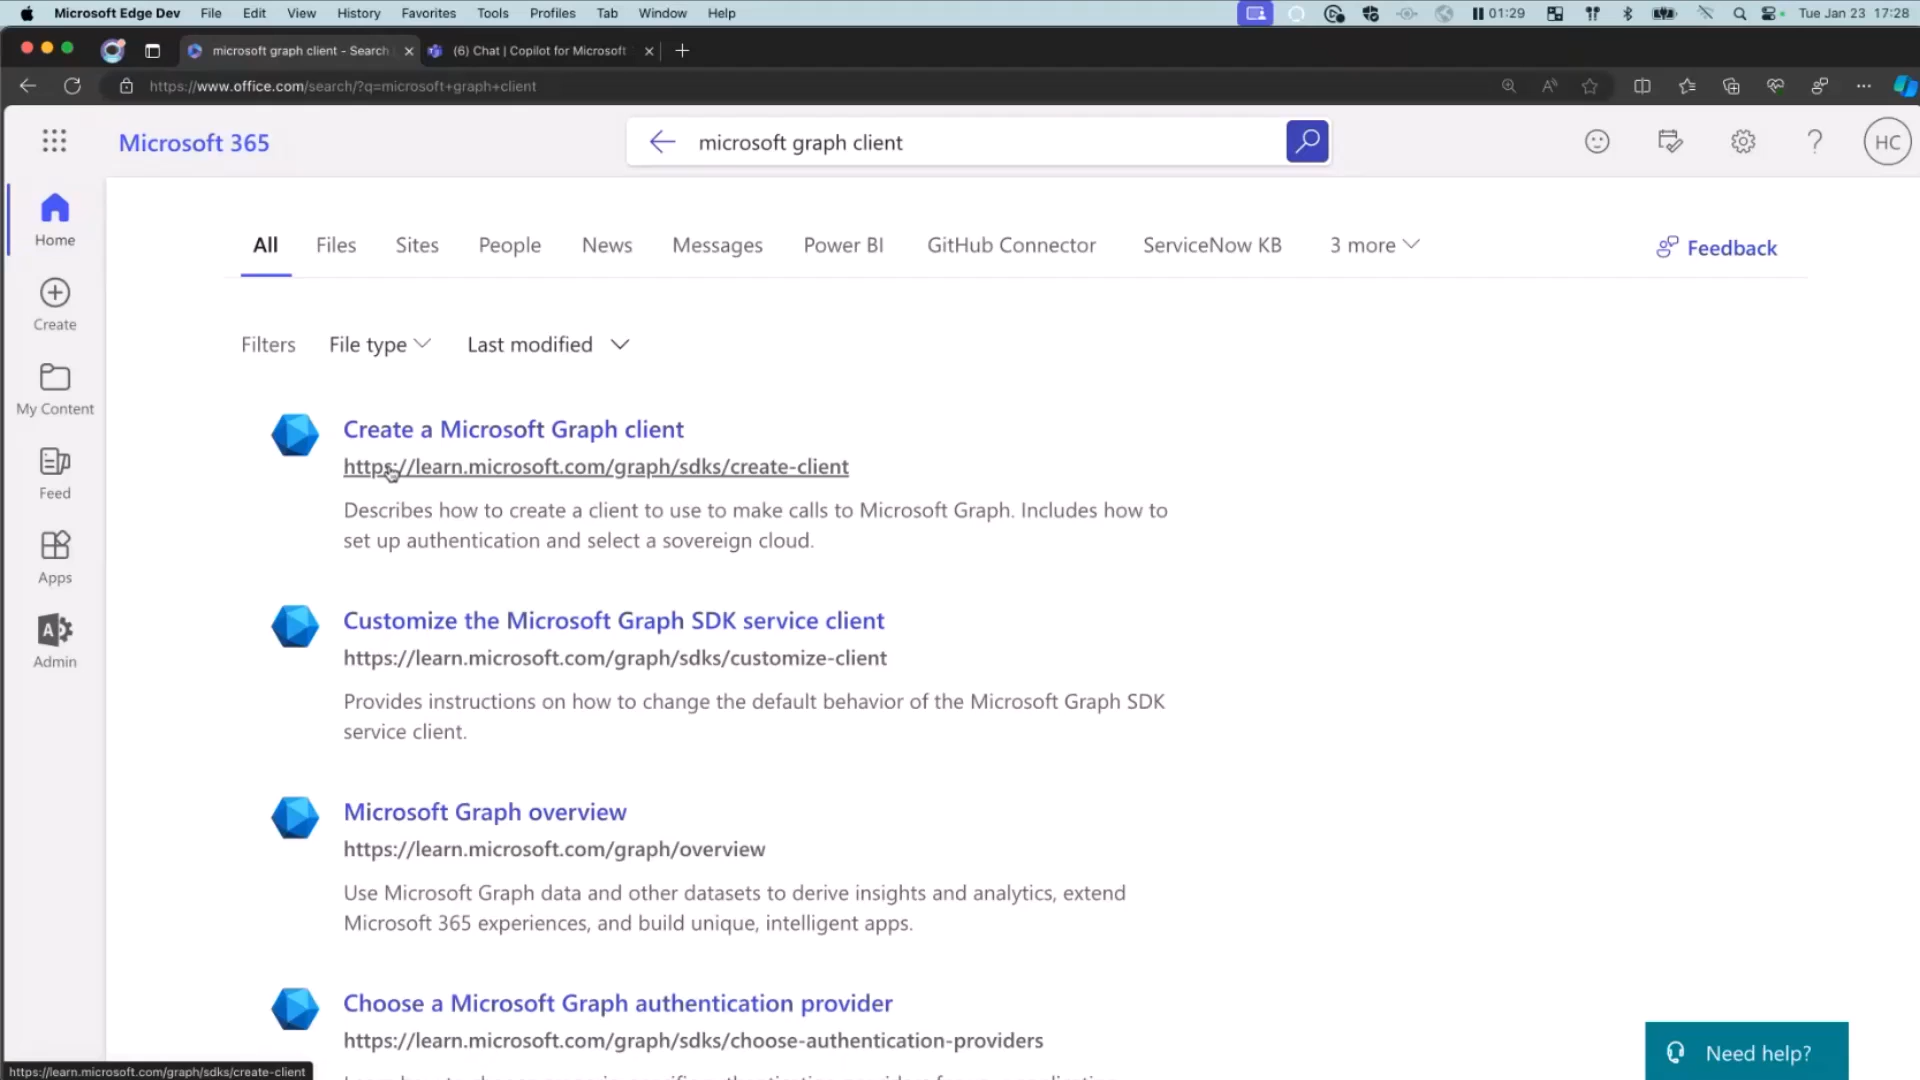 Microsoft Edge Dev File Edit View History Favorites Tools Profiles Tab Window Help 01:29 Tue Jan 23 17:28
microsoft graph client - Search (6) Chat | Copilot for Microsoft
https://www.office.com/search/?q=microsoft+graph+client
Microsoft 365
microsoft graph client
HC
Home
Create
My Content
Feed
Apps
Admin
All Files Sites People News Messages Power BI GitHub Connector ServiceNow KB 3 more
Feedback
Filters File type Last modified
Create a Microsoft Graph client
https://learn.microsoft.com/graph/sdks/create-client
Describes how to create a client to use to make calls to Microsoft Graph. Includes how to
set up authentication and select a sovereign cloud.
Customize the Microsoft Graph SDK service client
https://learn.microsoft.com/graph/sdks/customize-client
Provides instructions on how to change the default behavior of the Microsoft Graph SDK
service client.
Microsoft Graph overview
https://learn.microsoft.com/graph/overview
Use Microsoft Graph data and other datasets to derive insights and analytics, extend
Microsoft 365 experiences, and build unique, intelligent apps.
Choose a Microsoft Graph authentication provider
https://learn.microsoft.com/graph/sdks/choose-authentication-providers
Need help?
https://learn.microsoft.com/graph/sdks/create-client